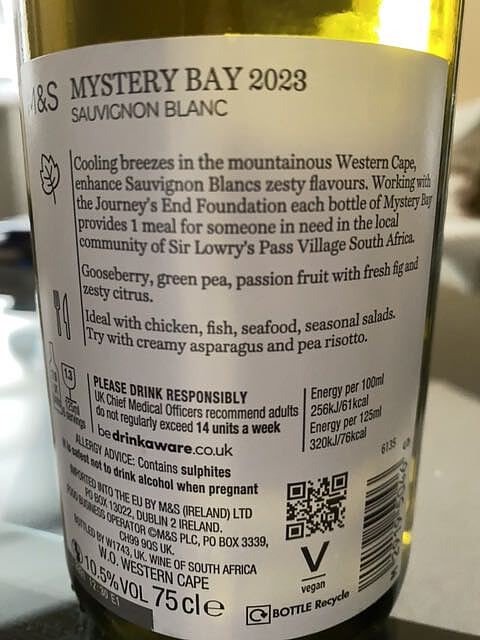 M&S MYSTERY BAY 2023
SAUVIGNON BLANC
Cooling breezes in the mountainous Western Cape,
enhance Sauvignon Blancs zesty flavours. Working with
the Journey's End Foundation each bottle of Mystery Bay
provides 1 meal for someone in need in the local
community of Sir Lowry's Pass Village South Africa.
Gooseberry, green pea, passion fruit with fresh fig and
zesty citrus.
Ideal with chicken, fish, seafood, seasonal salads.
Try with creamy asparagus and pea risotto.
1.3
125ml
PLEASE DRINK RESPONSIBLY
UK Chief Medical Officers recommend adults
do not regularly exceed 14 units a week
bedrinkaware.co.uk
Energy per 100ml
256kJ/61kcal
Energy per 125ml
320kJ/76kcal
ALLERGY ADVICE: Contains sulphites
It is safest not to drink alcohol when pregnant
IMPORTED INTO THE EU BY M&S (IRELAND) LTD
PO BOX 13022, DUBLIN 2 IRELAND.
FOOD BUSINESS OPERATOR ©M&S PLC, PO BOX 3339,
CH99 9QS UK.
BOTTLED BY W1743, UK. WINE OF SOUTH AFRICA
W.O. WESTERN CAPE
10.5%VOL 75cle
6135
V
vegan
BOTTLE Recycle